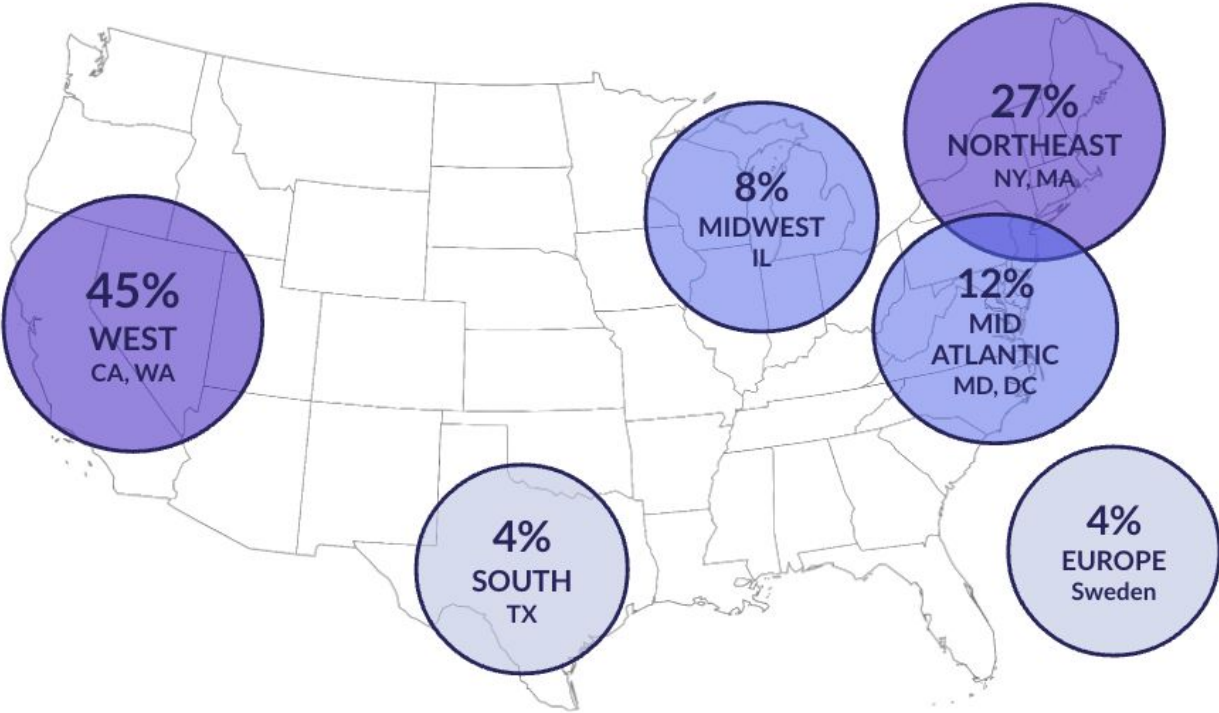 27%
NORTHEAST
NY, MA
8%
MIDWEST
IL
45%
WEST
CA, WA
12%
MID
ATLANTIC
MD, DC
4%
SOUTH
TX
4%
EUROPE
Sweden